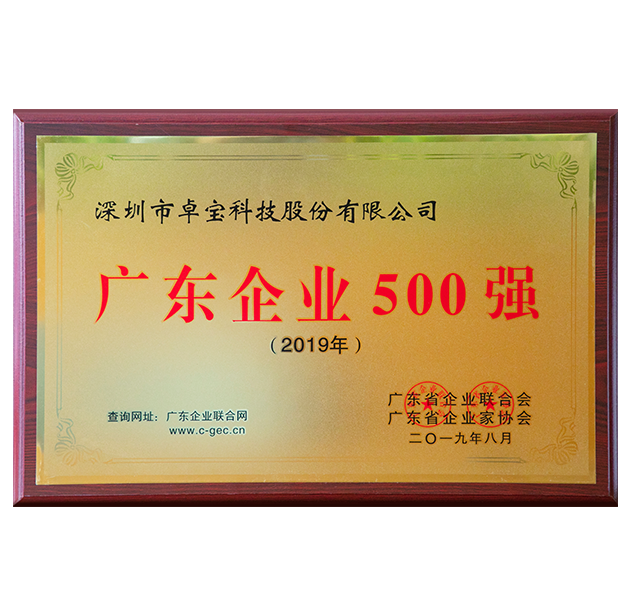 深圳市卓宝科技股份有限公司
广东企业500强
（2019年）
查询网址：广东企业联合网
www.c-gec.cn
广东省企业联合会
广东省企业家协会
二〇一九年八月